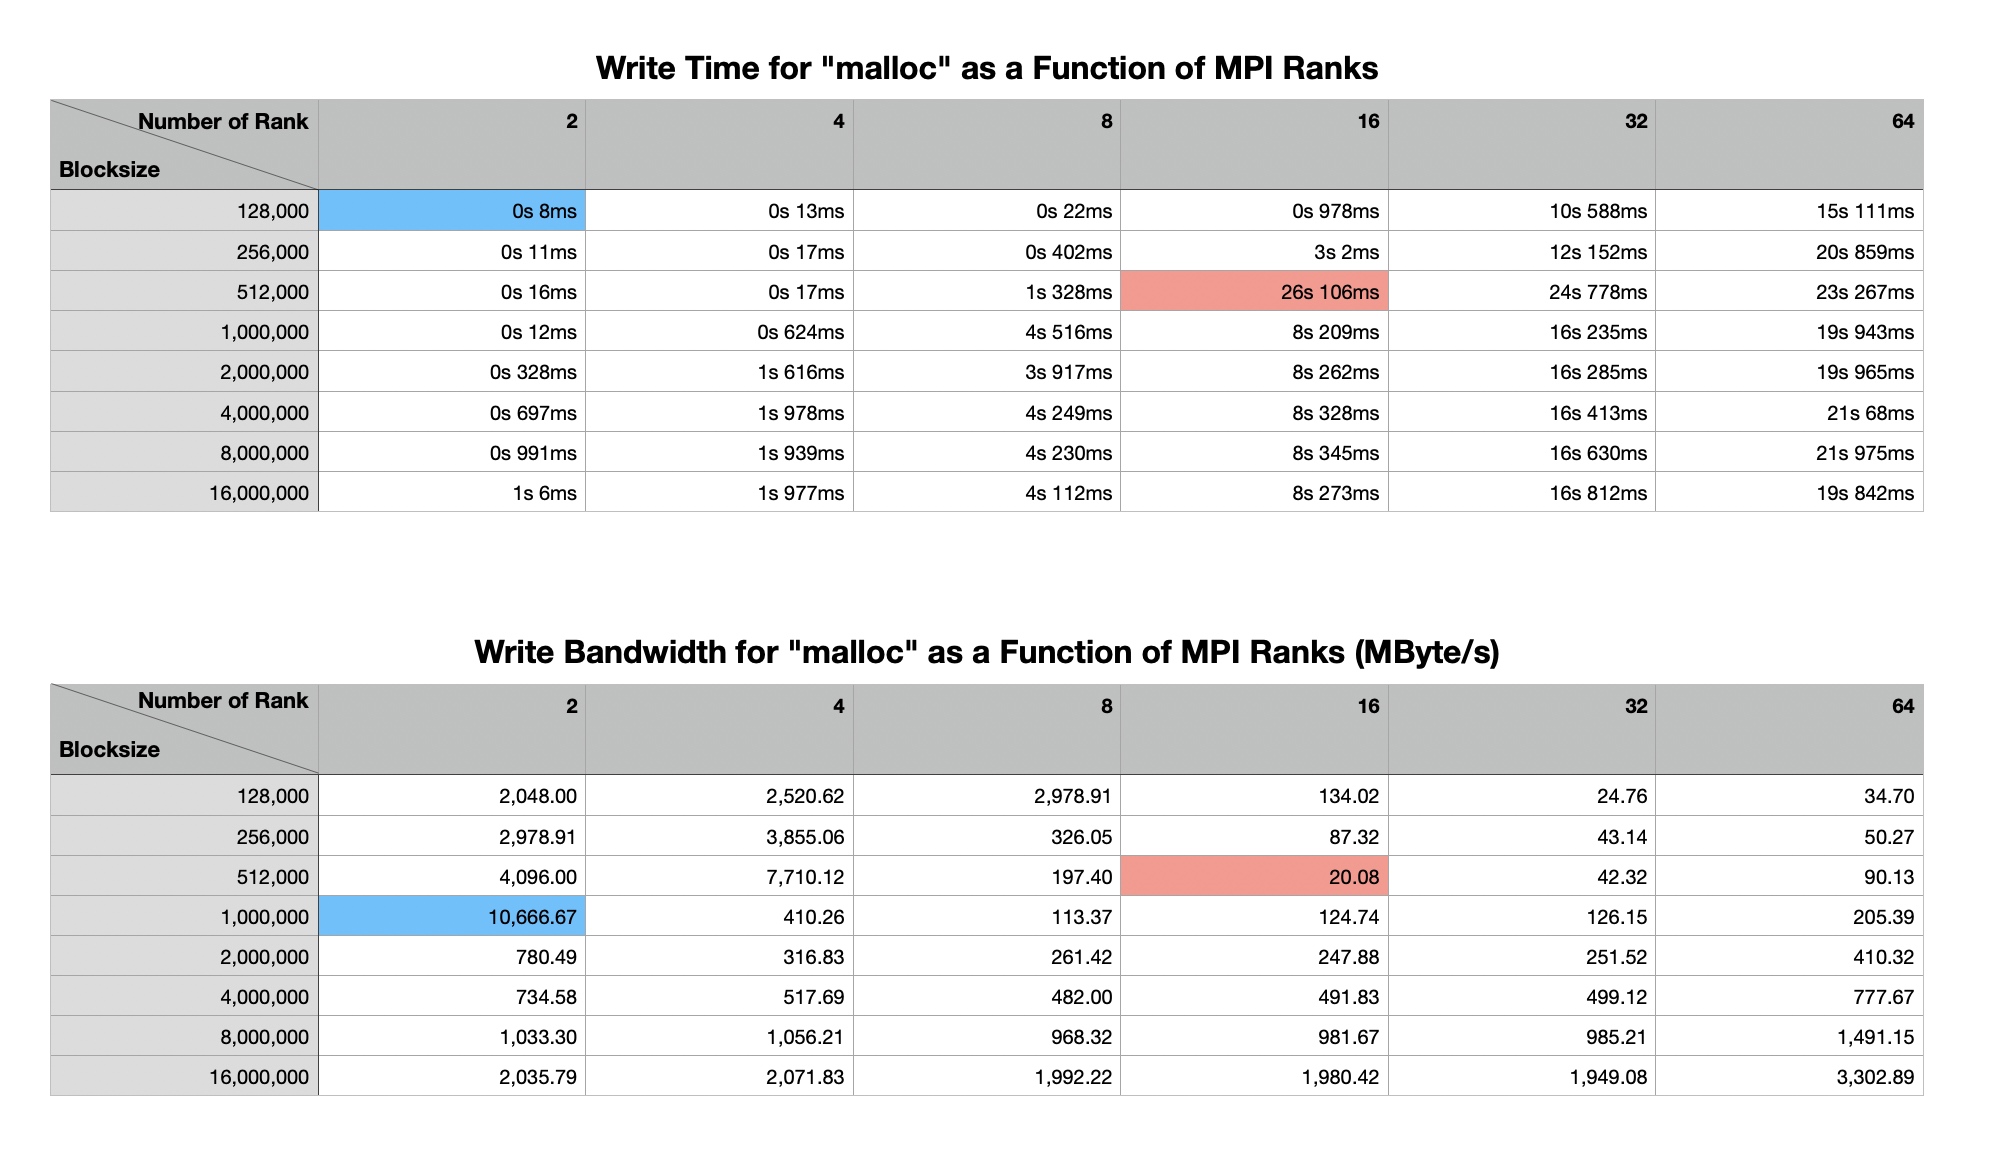 Write Time for "malloc" as a Function of MPI Ranks
Number of Rank 2 4 8 16 32 64
Blocksize
128,000 0s 8ms 0s 13ms 0s 22ms 0s 978ms 10s 588ms 15s 111ms
256,000 0s 11ms 0s 17ms 0s 402ms 3s 2ms 12s 152ms 20s 859ms
512,000 0s 16ms 0s 17ms 1s 328ms 26s 106ms 24s 778ms 23s 267ms
1,000,000 0s 12ms 0s 624ms 4s 516ms 8s 209ms 16s 235ms 19s 943ms
2,000,000 0s 328ms 1s 616ms 3s 917ms 8s 262ms 16s 285ms 19s 965ms
4,000,000 0s 697ms 1s 978ms 4s 249ms 8s 328ms 16s 413ms 21s 68ms
8,000,000 0s 991ms 1s 939ms 4s 230ms 8s 345ms 16s 630ms 21s 975ms
16,000,000 1s 6ms 1s 977ms 4s 112ms 8s 273ms 16s 812ms 19s 842ms
Write Bandwidth for "malloc" as a Function of MPI Ranks (MByte/s)
Number of Rank 2 4 8 16 32 64
Blocksize
128,000 2,048.00 2,520.62 2,978.91 134.02 24.76 34.70
256,000 2,978.91 3,855.06 326.05 87.32 43.14 50.27
512,000 4,096.00 7,710.12 197.40 20.08 42.32 90.13
1,000,000 10,666.67 410.26 113.37 124.74 126.15 205.39
2,000,000 780.49 316.83 261.42 247.88 251.52 410.32
4,000,000 734.58 517.69 482.00 491.83 499.12 777.67
8,000,000 1,033.30 1,056.21 968.32 981.67 985.21 1,491.15
16,000,000 2,035.79 2,071.83 1,992.22 1,980.42 1,949.08 3,302.89